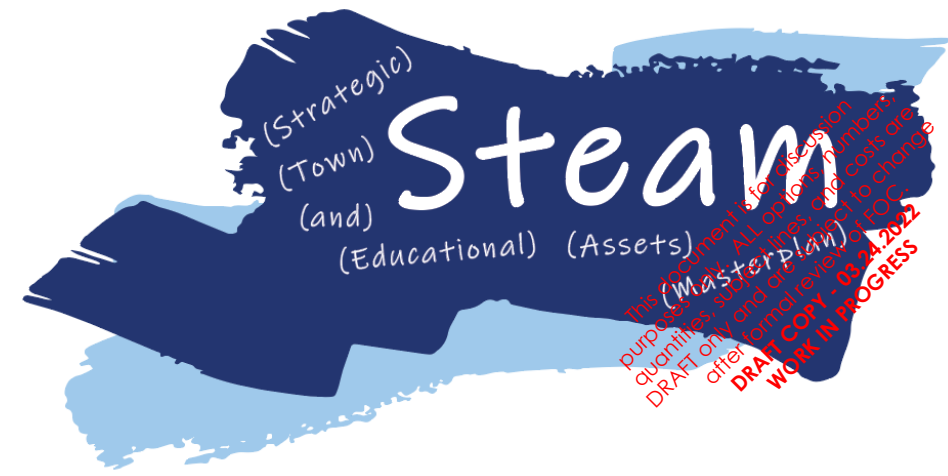 (Strategic)
(Town)
(and)
(Educational) (Assets)
(Masterplan)
Steam
This document is for discussion
purposes only. ALL options, numbers,
quantities, subject lines, and costs are
DRAFT only and are subject to change
after formal review of FOC..
DRAFT COPY - 03.24.2022
WORK IN PROGRESS